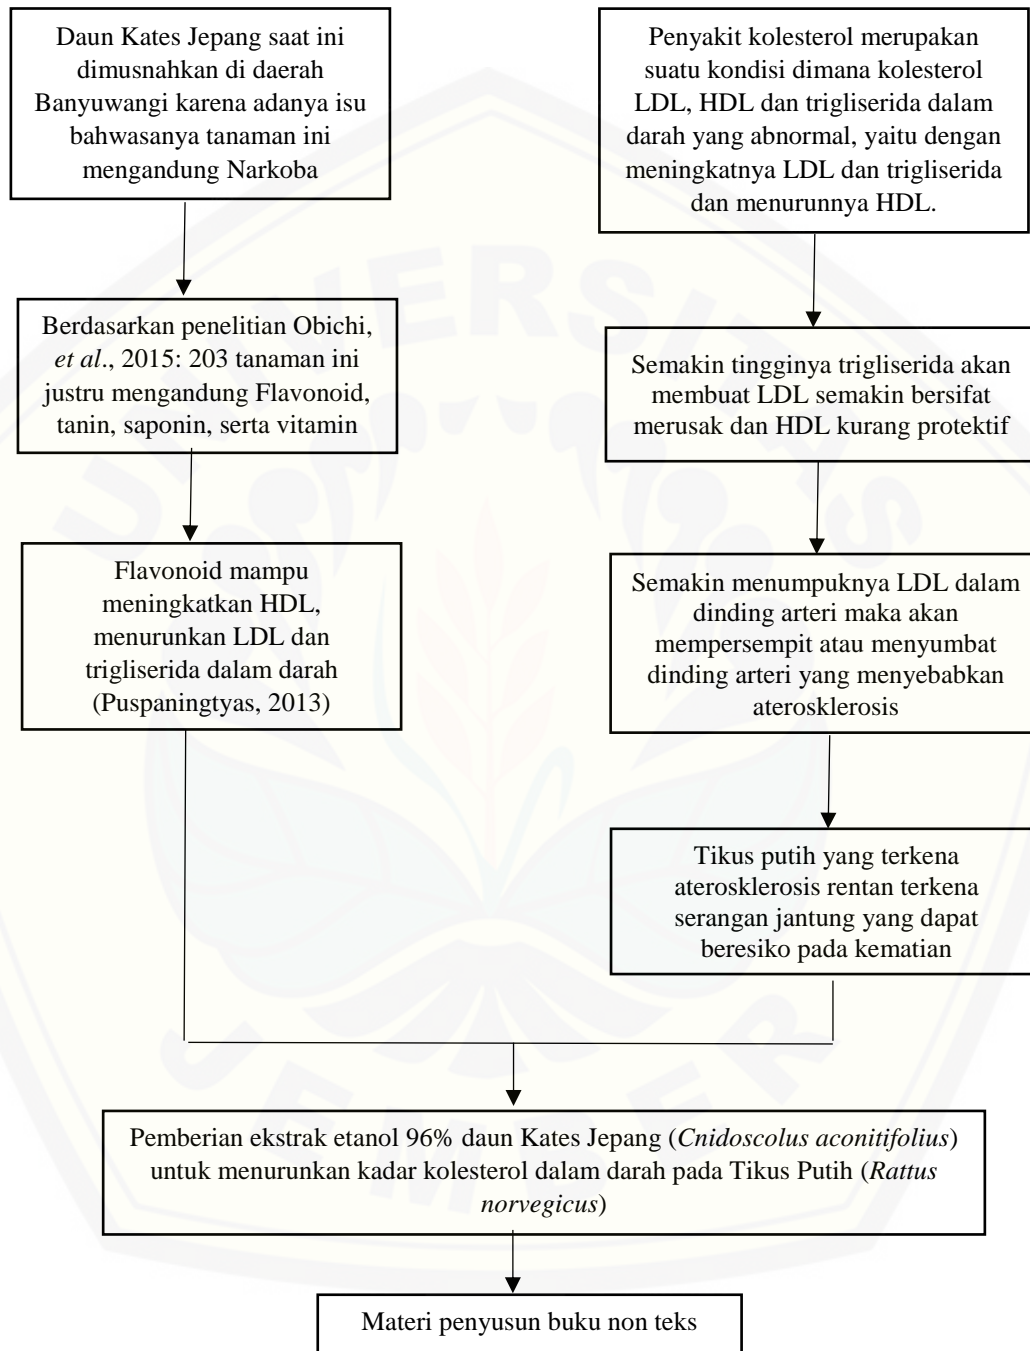 Daun Kates Jepang saat ini
dimusnahkan di daerah
Banyuwangi karena adanya isu
bahwasanya tanaman ini
mengandung Narkoba
Berdasarkan penelitian Obichi,
et al., 2015: 203 tanaman ini
justru mengandung Flavonoid,
tanin, saponin, serta vitamin
Flavonoid mampu
meningkatkan HDL,
menurunkan LDL dan
trigliserida dalam darah
(Puspaningtyas, 2013)
Penyakit kolesterol merupakan
suatu kondisi dimana kolesterol
LDL, HDL dan trigliserida dalam
darah yang abnormal, yaitu dengan
meningkatnya LDL dan trigliserida
dan menurunnya HDL.
Semakin tingginya trigliserida akan
membuat LDL semakin bersifat
merusak dan HDL kurang protektif
Semakin menumpuknya LDL dalam
dinding arteri maka akan
mempersempit atau menyumbat
dinding arteri yang menyebabkan
aterosklerosis
Tikus putih yang terkena
aterosklerosis rentan terkena
serangan jantung yang dapat
beresiko pada kematian
Pemberian ekstrak etanol 96% daun Kates Jepang (Cnidoscolus aconitifolius)
untuk menurunkan kadar kolesterol dalam darah pada Tikus Putih (Rattus
norvegicus)
Materi penyusun buku non teks
UNIVERSITAS
JEMBER